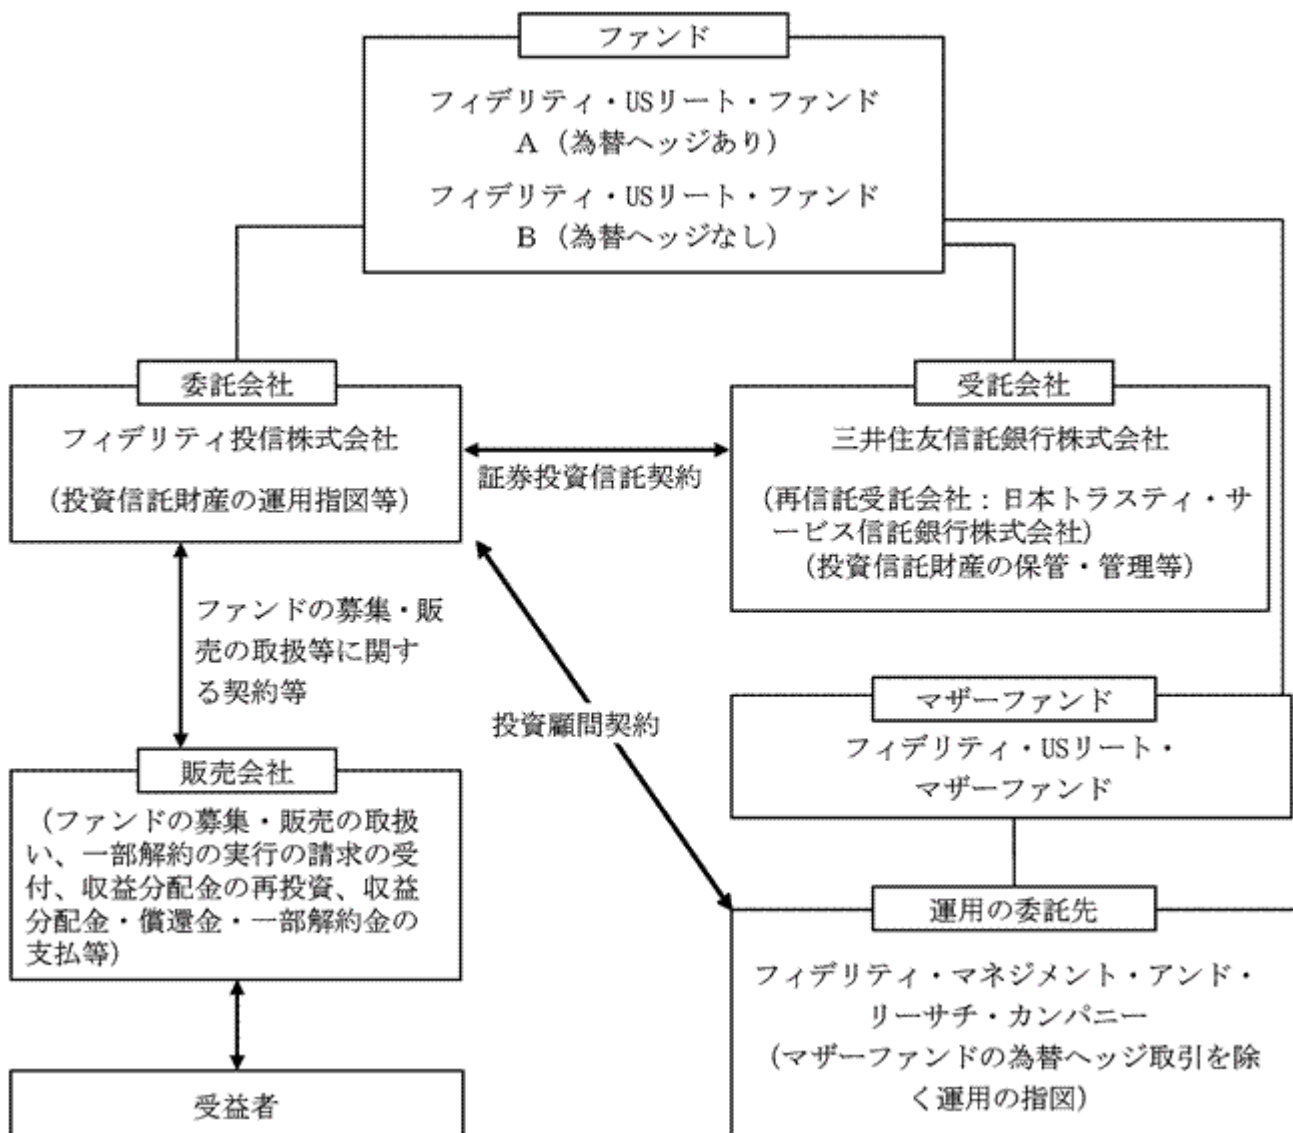 ファンド
フィデリティ・USリート・ファンド
A（為替ヘッジあり）
フィデリティ・USリート・ファンド
B（為替ヘッジなし）
委託会社
フィデリティ投信株式会社
（投資信託財産の運用指図等）
証券投資信託契約
受託会社
三井住友信託銀行株式会社
（再信託受託会社：日本トラスティ・サ
ービス信託銀行株式会社）
（投資信託財産の保管・管理等）
ファンドの募集・販
売の取扱等に関す
る契約等
投資顧問契約
マザーファンド
フィデリティ・USリート・
マザーファンド
販売会社
（ファンドの募集・販売の取扱
い、一部解約の実行の請求の受
付、収益分配金の再投資、収益
分配金・償還金・一部解約金の
支払等）
運用の委託先
フィデリティ・マネジメント・アンド・
リーサチ・カンパニー
（マザーファンドの為替ヘッジ取引を除
く運用の指図）
受益者